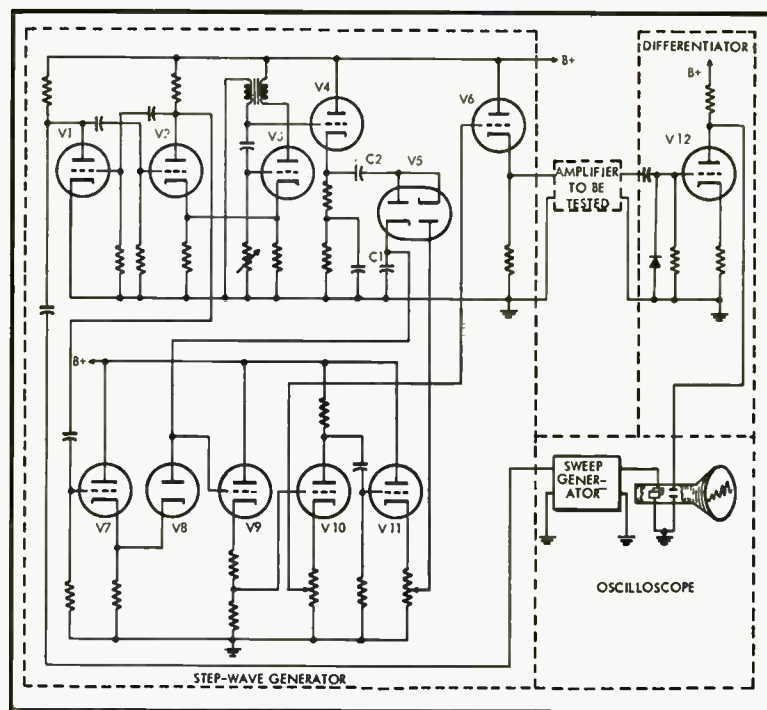 DIFFERENTIATOR
B+
B+
V4
V6
V1
V2
V3
V12
C2
V5
AMPLIFIER
TO BE
TESTED
C1
B+
SWEEP
GENER-
ATOR
V7
V8
V9
V10
V11
OSCILLOSCOPE
STEP-WAVE GENERATOR